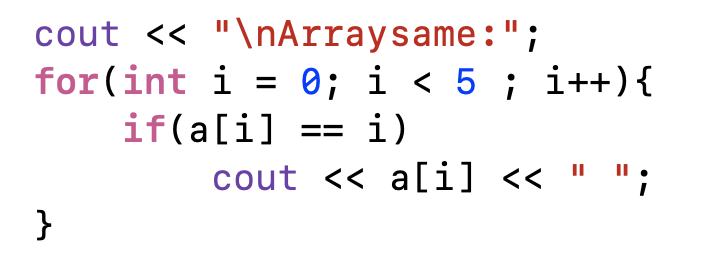 cout << "\nArraysame:";
for(int i = 0; i < 5 ; i++){
    if(a[i] == i)
        cout << a[i] << " ";
}